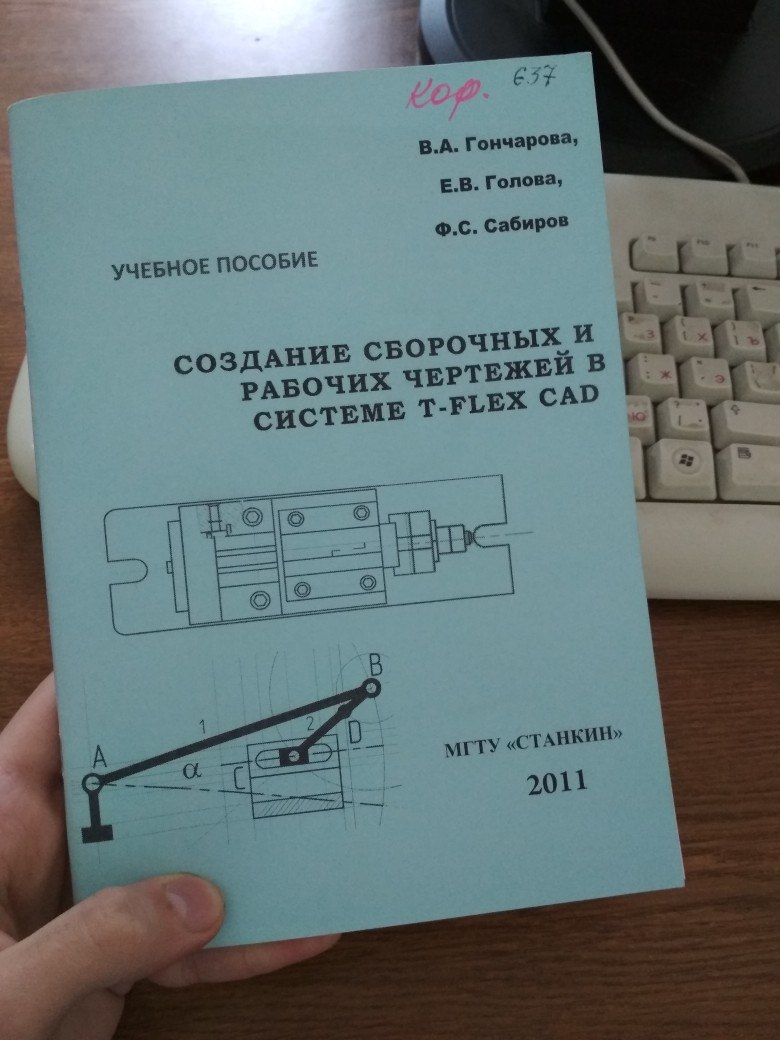 Коф. 637
В.А. Гончарова,
Е.В. Голова,
Ф.С. Сабиров
УЧЕБНОЕ ПОСОБИЕ
СОЗДАНИЕ СБОРОЧНЫХ И
РАБОЧИХ ЧЕРТЕЖЕЙ В
СИСТЕМЕ T-FLEX CAD
B
1
2
D
A
α
C
МГТУ «СТАНКИН»
2011